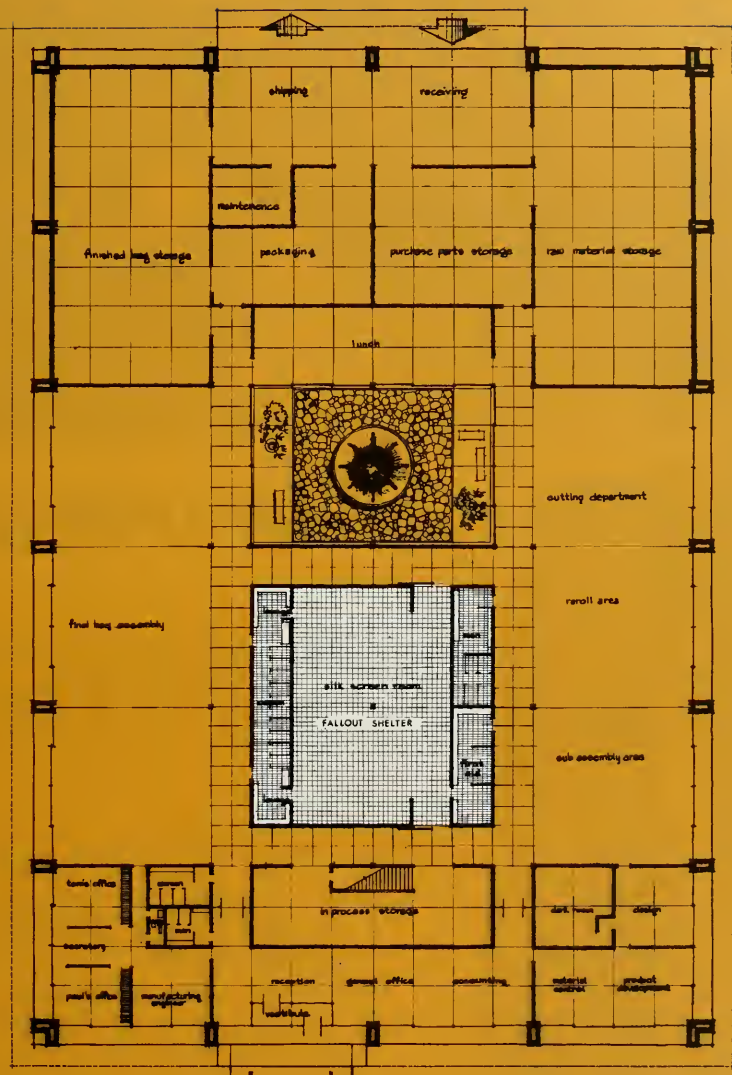 shipping
receiving
maintenance
finished bag storage
packaging
purchase parts storage
raw material storage
lunch
cutting department
reroll area
final bag assembly
men
silk screen room
&
FALLOUT SHELTER
first
aid
sub assembly area
tom's office
women
in process storage
dark room
design
men
secretary
reception
general office
accounting
material
control
product
development
paul's office
manufacturing
engineer
vestibule